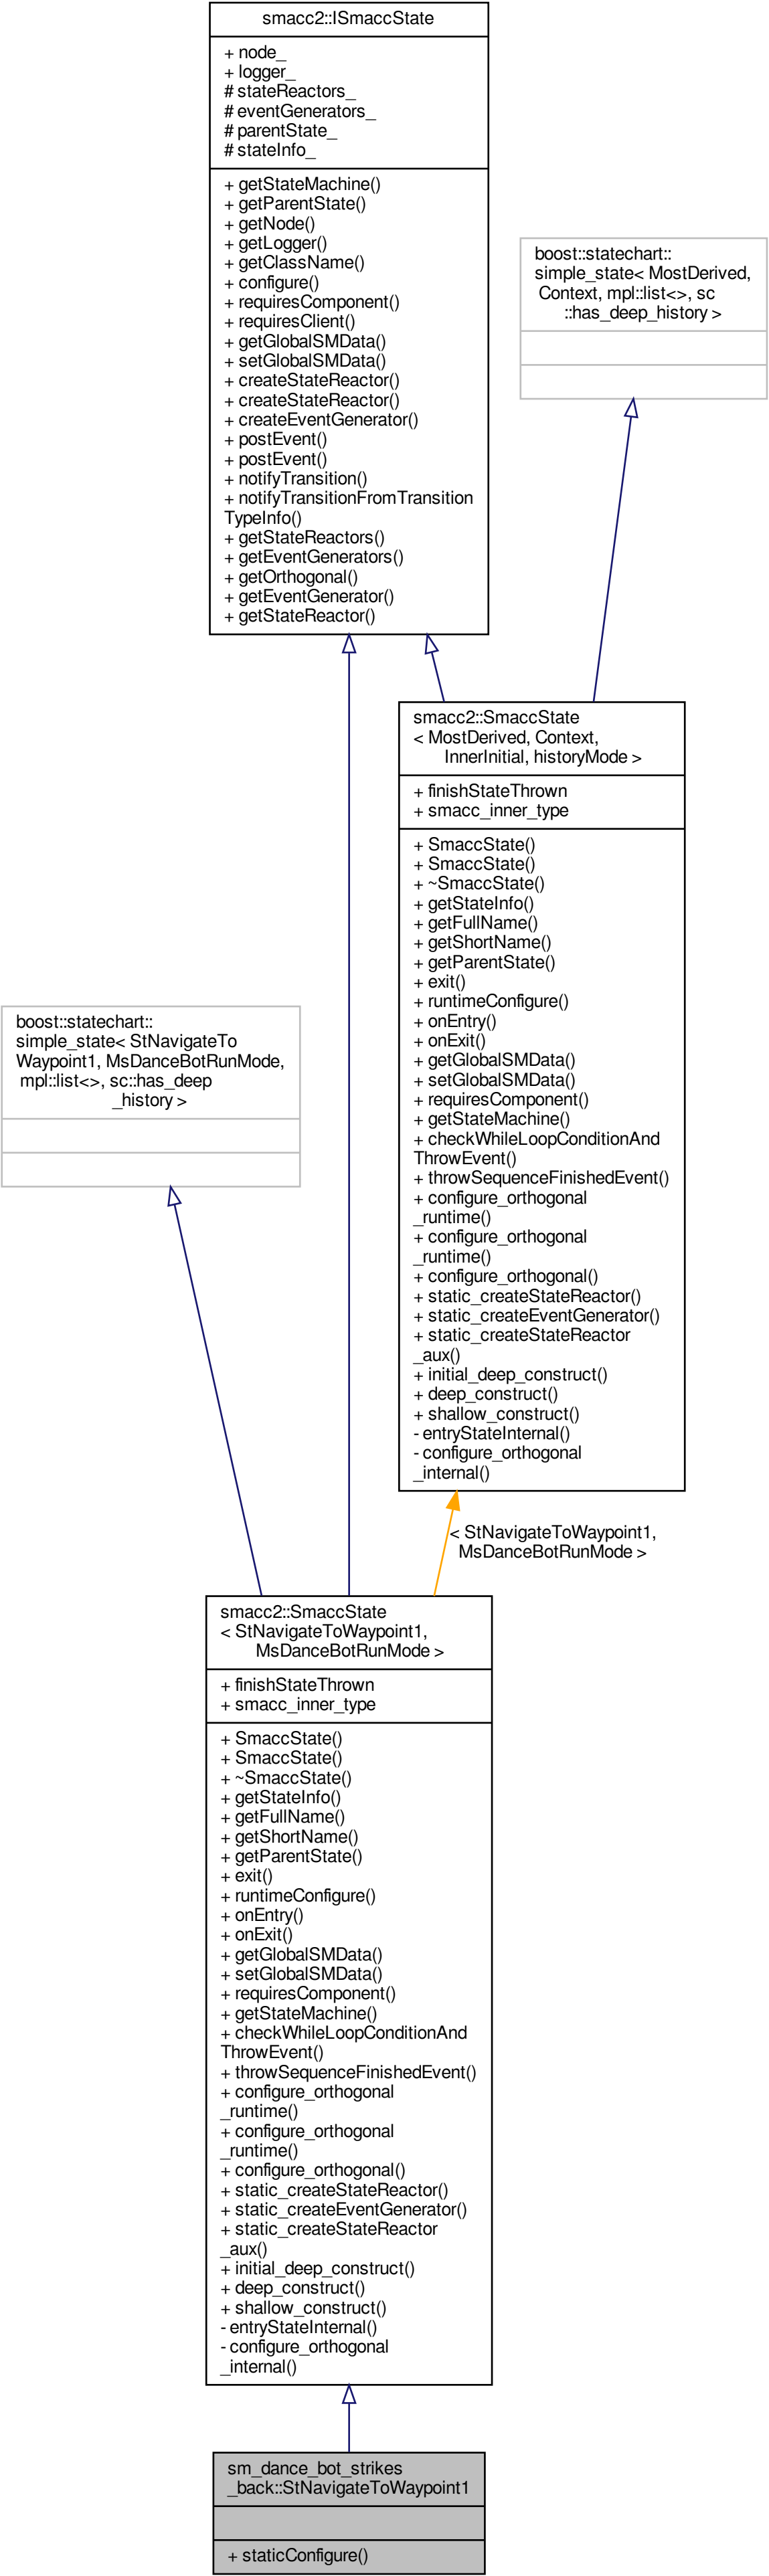 smacc2::ISmaccState
+ node_
+ logger_
# stateReactors_
# eventGenerators_
# parentState_
# stateInfo_
+ getStateMachine()
+ getParentState()
+ getNode()
+ getLogger()
+ getClassName()
+ configure()
+ requiresComponent()
+ requiresClient()
+ getGlobalSMData()
+ setGlobalSMData()
+ createStateReactor()
+ createStateReactor()
+ createEventGenerator()
+ postEvent()
+ postEvent()
+ notifyTransition()
+ notifyTransitionFromTransition
TypeInfo()
+ getStateReactors()
+ getEventGenerators()
+ getOrthogonal()
+ getEventGenerator()
+ getStateReactor()
boost::statechart::
simple_state< MostDerived,
Context, mpl::list<>, sc
::has_deep_history >
smacc2::SmaccState
< MostDerived, Context,
InnerInitial, historyMode >
+ finishStateThrown
+ smacc_inner_type
+ SmaccState()
+ SmaccState()
+ ~SmaccState()
+ getStateInfo()
+ getFullName()
+ getShortName()
+ getParentState()
+ exit()
+ runtimeConfigure()
+ onEntry()
+ onExit()
+ getGlobalSMData()
+ setGlobalSMData()
+ requiresComponent()
+ getStateMachine()
+ checkWhileLoopConditionAnd
ThrowEvent()
+ throwSequenceFinishedEvent()
+ configure_orthogonal
_runtime()
+ configure_orthogonal
_runtime()
+ configure_orthogonal()
+ static_createStateReactor()
+ static_createEventGenerator()
+ static_createStateReactor
_aux()
+ initial_deep_construct()
+ deep_construct()
+ shallow_construct()
- entryStateInternal()
- configure_orthogonal
_internal()
boost::statechart::
simple_state< StNavigateTo
Waypoint1, MsDanceBotRunMode,
mpl::list<>, sc::has_deep
_history >
< StNavigateToWaypoint1,
MsDanceBotRunMode >
smacc2::SmaccState
< StNavigateToWaypoint1,
MsDanceBotRunMode >
+ finishStateThrown
+ smacc_inner_type
+ SmaccState()
+ SmaccState()
+ ~SmaccState()
+ getStateInfo()
+ getFullName()
+ getShortName()
+ getParentState()
+ exit()
+ runtimeConfigure()
+ onEntry()
+ onExit()
+ getGlobalSMData()
+ setGlobalSMData()
+ requiresComponent()
+ getStateMachine()
+ checkWhileLoopConditionAnd
ThrowEvent()
+ throwSequenceFinishedEvent()
+ configure_orthogonal
_runtime()
+ configure_orthogonal
_runtime()
+ configure_orthogonal()
+ static_createStateReactor()
+ static_createEventGenerator()
+ static_createStateReactor
_aux()
+ initial_deep_construct()
+ deep_construct()
+ shallow_construct()
- entryStateInternal()
- configure_orthogonal
_internal()
sm_dance_bot_strikes
_back::StNavigateToWaypoint1
+ staticConfigure()